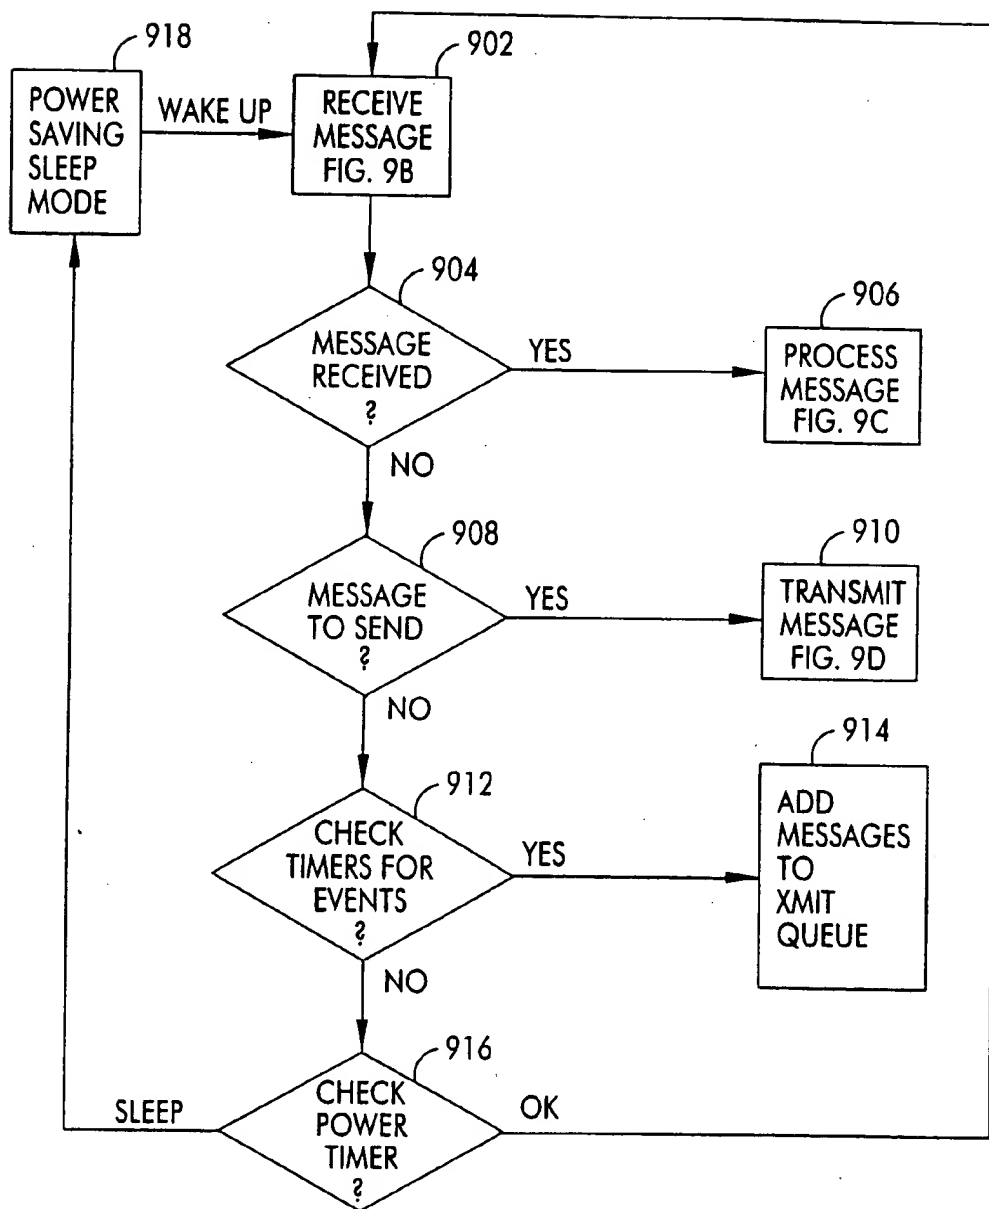 918
POWER
SAVING
SLEEP
MODE
WAKE UP
902
RECEIVE
MESSAGE
FIG. 9B
904
MESSAGE
RECEIVED
?
YES
NO
906
PROCESS
MESSAGE
FIG. 9C
908
MESSAGE
TO SEND
?
YES
NO
910
TRANSMIT
MESSAGE
FIG. 9D
912
CHECK
TIMERS FOR
EVENTS
?
YES
NO
914
ADD
MESSAGES
TO
XMIT
QUEUE
916
CHECK
POWER
TIMER
?
SLEEP
OK